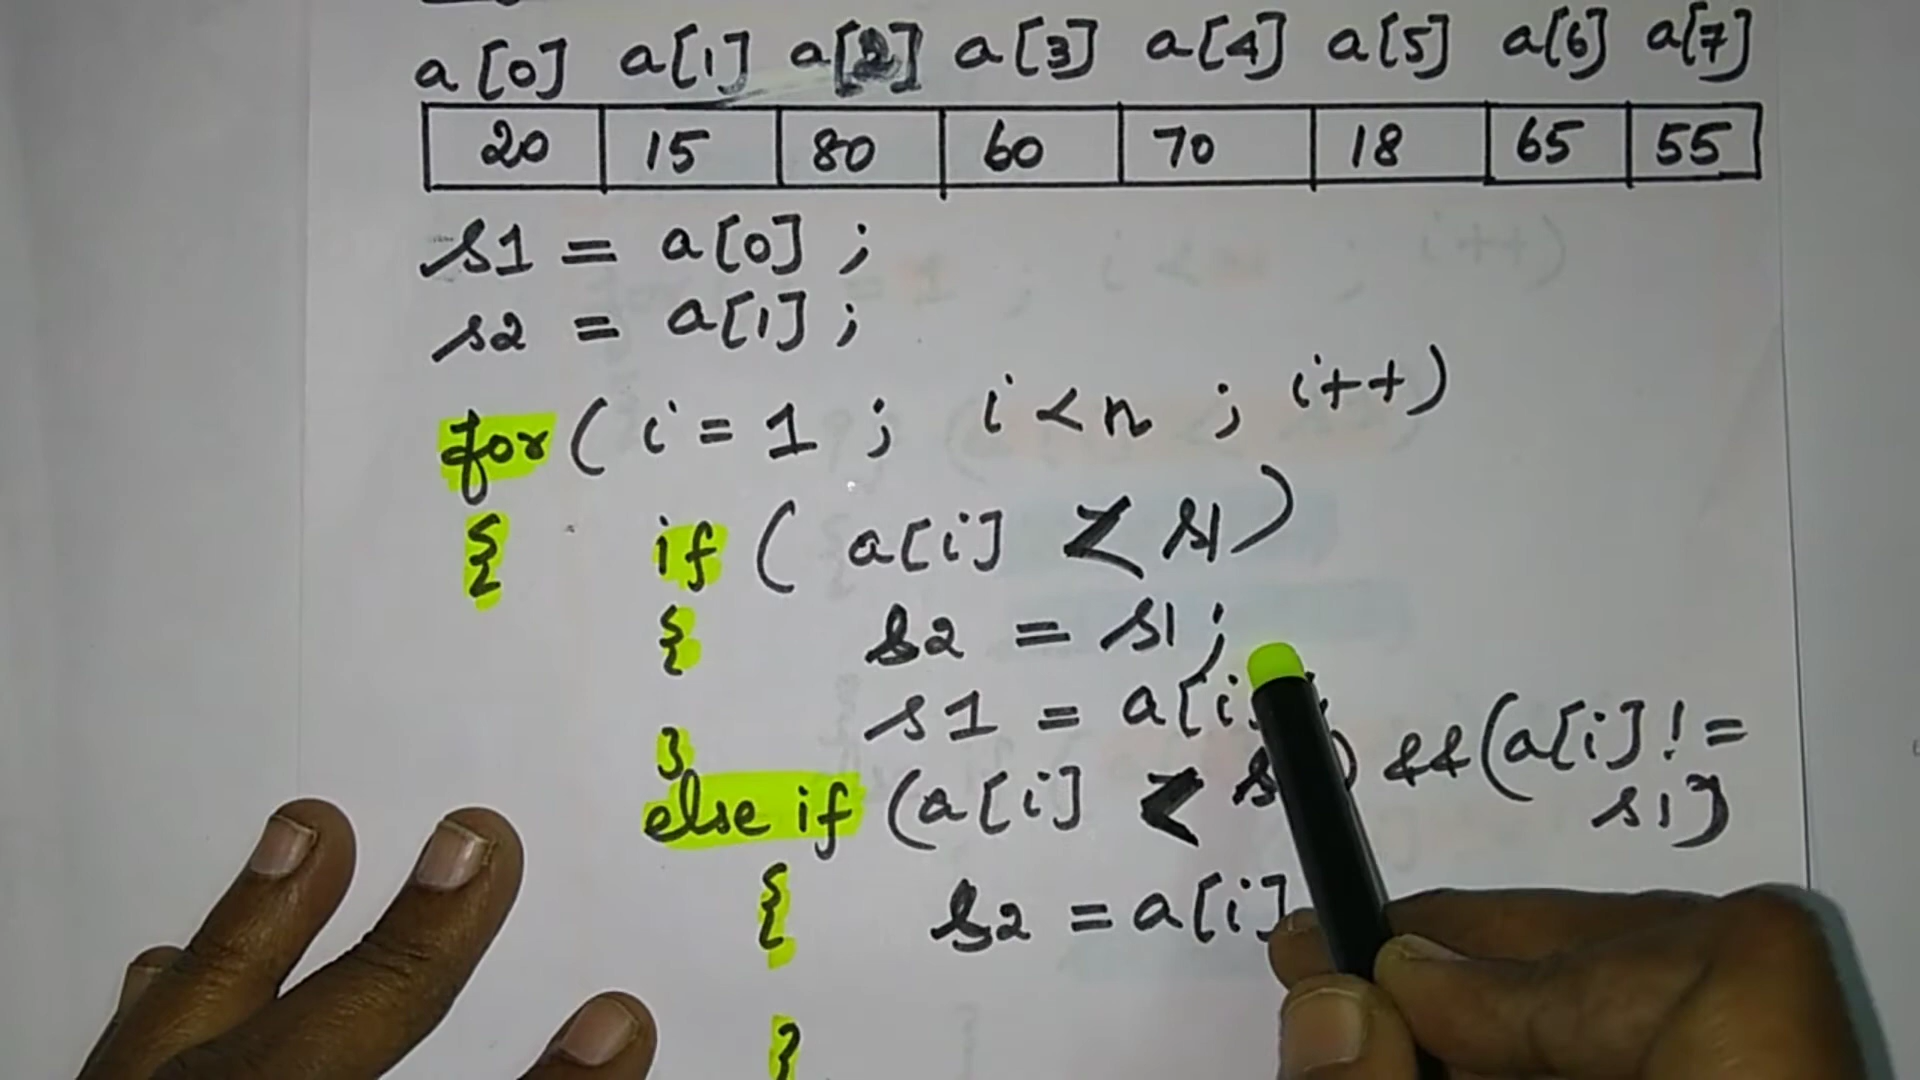 a[0] a[1] a[2] a[3] a[4] a[5] a[6] a[7]
20 15 80 60 70 18 65 55
s1 = a[0] ;
s2 = a[1] ;
for ( i = 1 ; i < n ; i++ )
{ if ( a[i] < s1 )
{ s2 = s1 ;
s1 = a[i]
}
else if (a[i] < s ) && (a[i] !=
s1)
{ s2 = a[i]
}